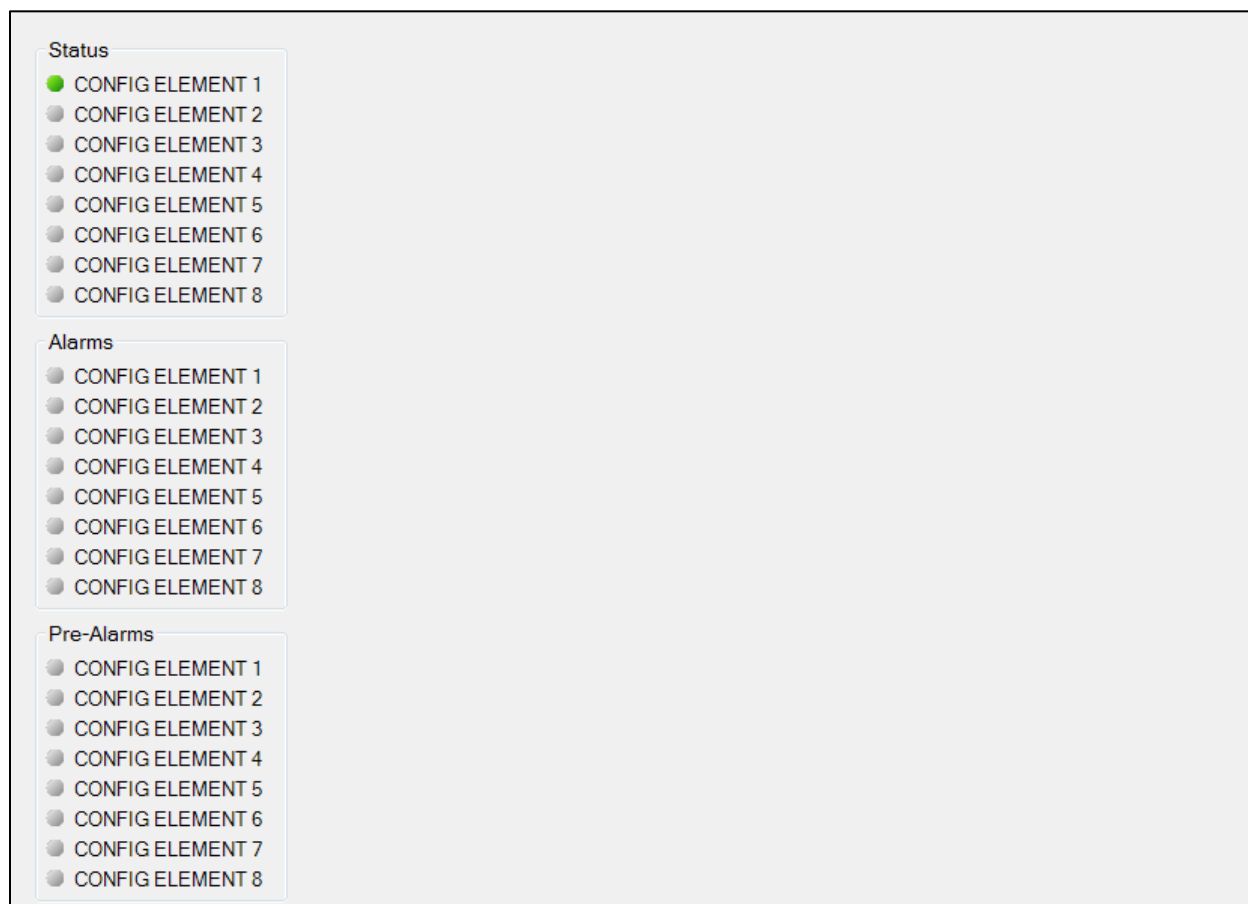 Status
CONFIG ELEMENT 1
CONFIG ELEMENT 2
CONFIG ELEMENT 3
CONFIG ELEMENT 4
CONFIG ELEMENT 5
CONFIG ELEMENT 6
CONFIG ELEMENT 7
CONFIG ELEMENT 8
Alarms
CONFIG ELEMENT 1
CONFIG ELEMENT 2
CONFIG ELEMENT 3
CONFIG ELEMENT 4
CONFIG ELEMENT 5
CONFIG ELEMENT 6
CONFIG ELEMENT 7
CONFIG ELEMENT 8
Pre-Alarms
CONFIG ELEMENT 1
CONFIG ELEMENT 2
CONFIG ELEMENT 3
CONFIG ELEMENT 4
CONFIG ELEMENT 5
CONFIG ELEMENT 6
CONFIG ELEMENT 7
CONFIG ELEMENT 8